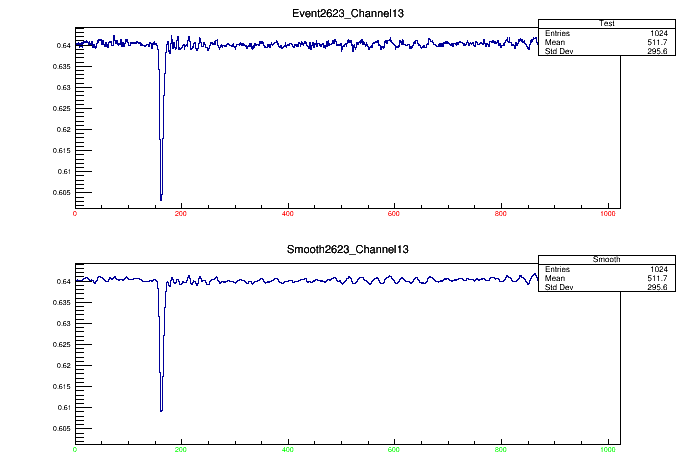 Event2623_Channel13
Test
Entries 1024
Mean 511.7
Std Dev 295.6
0.64
0.635
0.63
0.625
0.62
0.615
0.61
0.605
0 200 400 600 800 1000
Smooth2623_Channel13
Smooth
Entries 1024
Mean 511.7
Std Dev 295.6
0.64
0.635
0.63
0.625
0.62
0.615
0.61
0.605
0 200 400 600 800 1000